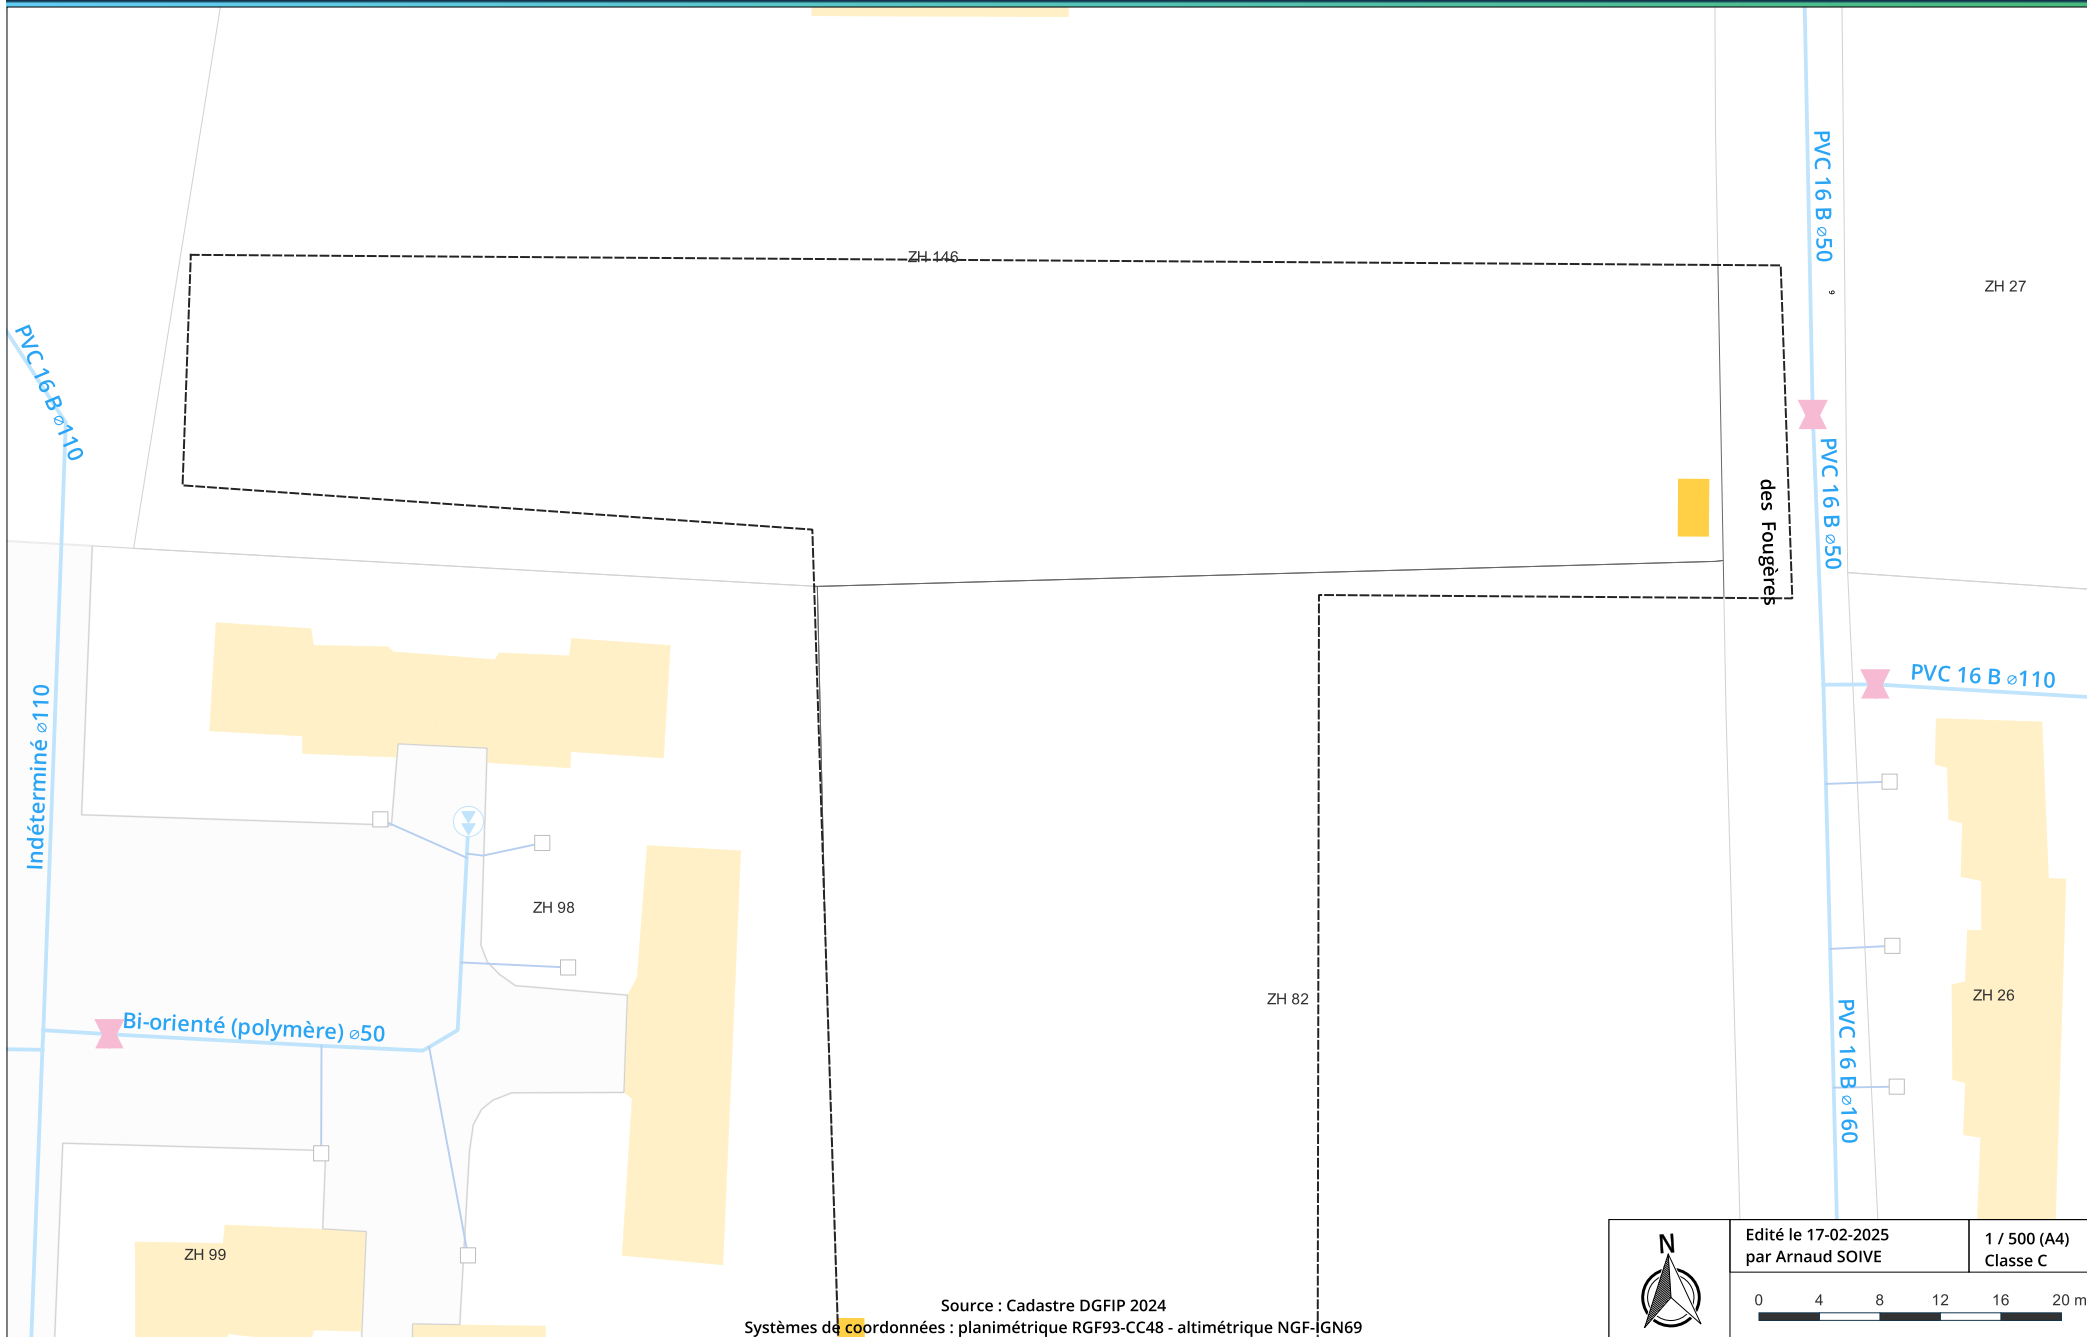 PVC 16 B ⌀50
ZH 146
ZH 27
9
PVC 16 B ⌀110
PVC 16 B ⌀50
des Fougères
PVC 16 B ⌀110
Indéterminé ⌀110
ZH 98
ZH 82
ZH 26
Bi-orienté (polymère) ⌀50
PVC 16 B ⌀160
ZH 99
N
Edité le 17-02-2025
par Arnaud SOIVE
1 / 500 (A4)
Classe C
0 4 8 12 16 20 m
Source : Cadastre DGFIP 2024
Systèmes de coordonnées : planimétrique RGF93-CC48 - altimétrique NGF-IGN69